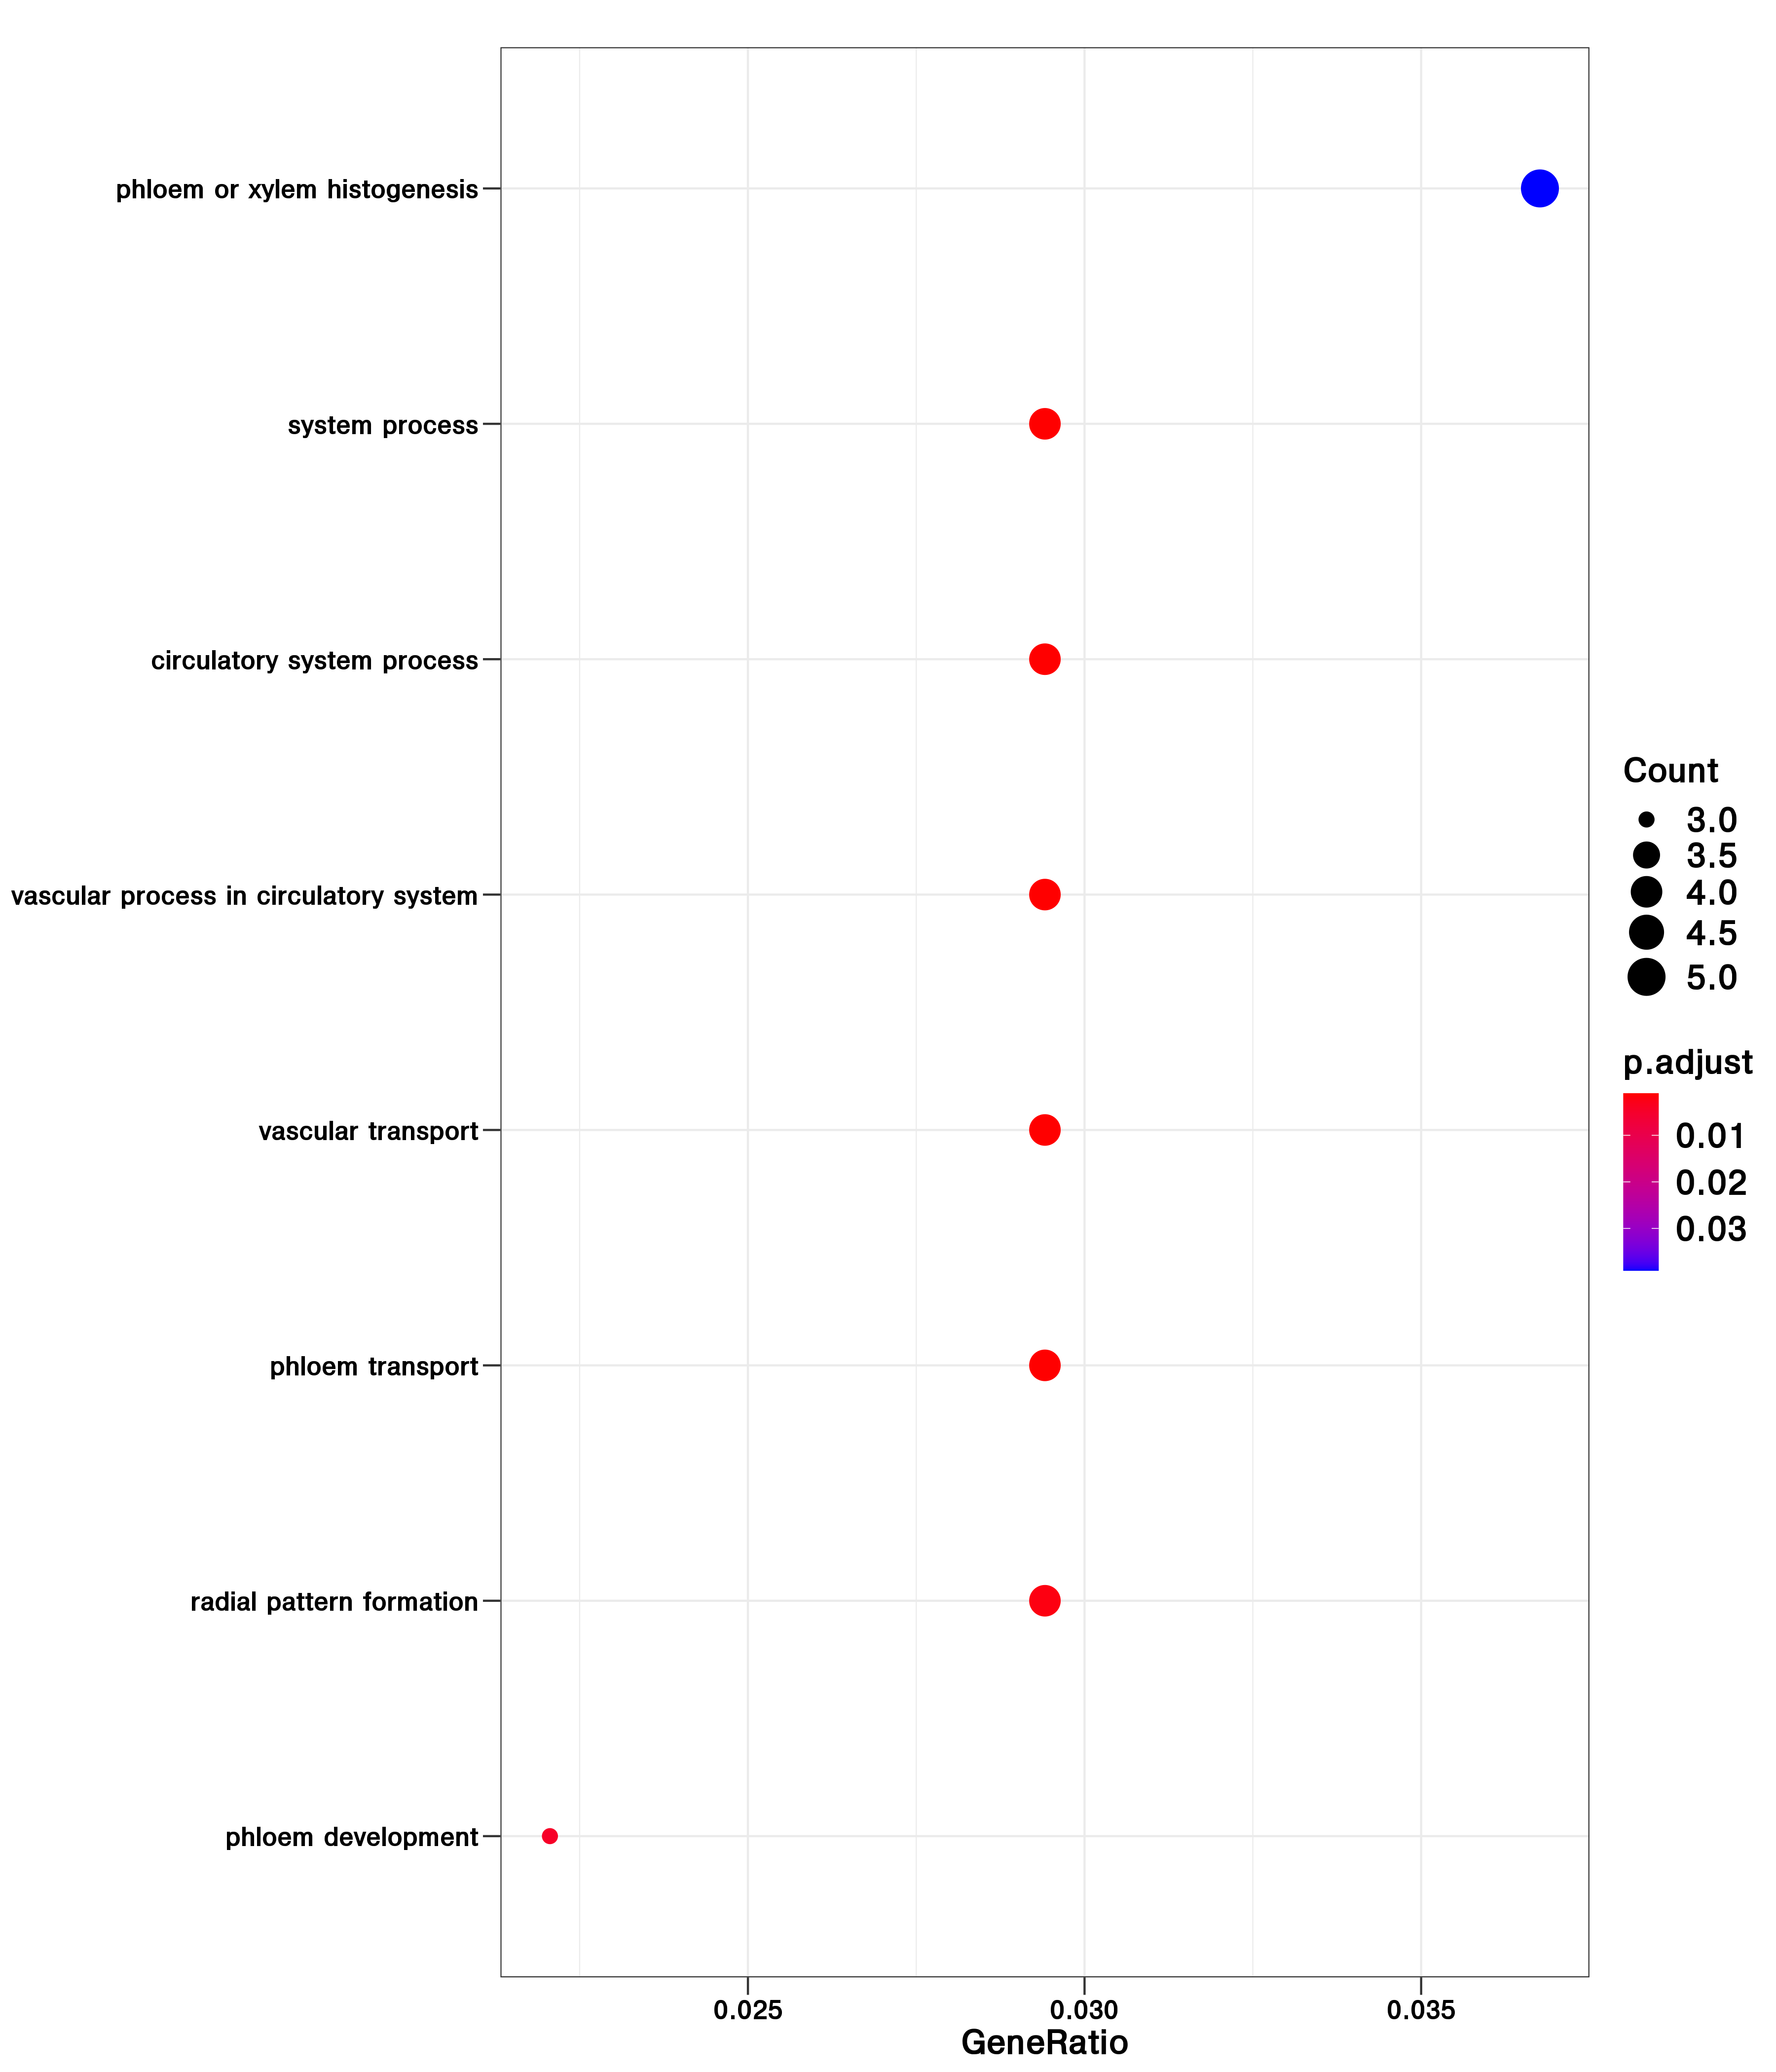 phloem or xylem histogenesis
system process
circulatory system process
vascular process in circulatory system
vascular transport
phloem transport
radial pattern formation
phloem development
0.025
0.030
0.035
GeneRatio
Count
3.0
3.5
4.0
4.5
5.0
p.adjust
0.01
0.02
0.03